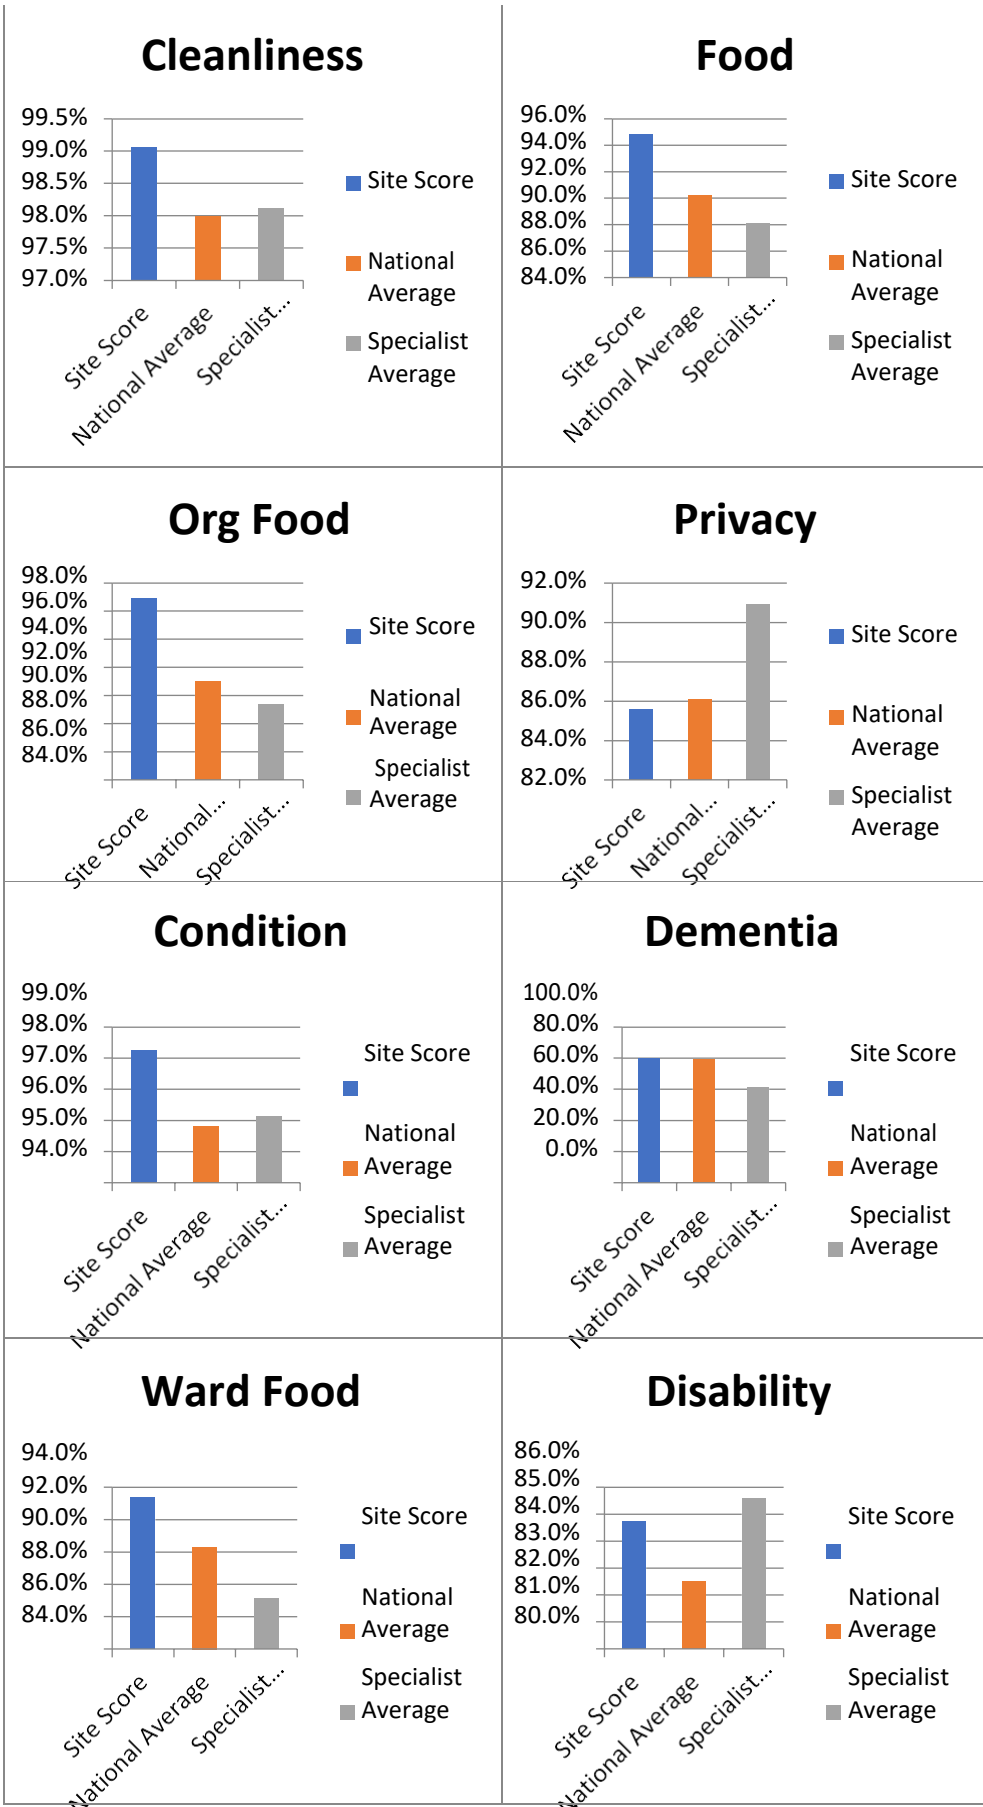 Cleanliness
99.5%
99.0%
98.5%
98.0%
97.5%
97.0%
Site Score
National Average
Specialist...
Site Score
National
Average
Specialist
Average
Food
96.0%
94.0%
92.0%
90.0%
88.0%
86.0%
84.0%
Site Score
National Average
Specialist...
Site Score
National
Average
Specialist
Average
Org Food
98.0%
96.0%
94.0%
92.0%
90.0%
88.0%
86.0%
84.0%
Site Score
National...
Specialist...
Site Score
National
Average
Specialist
Average
Privacy
92.0%
90.0%
88.0%
86.0%
84.0%
82.0%
Site Score
National...
Specialist...
Site Score
National
Average
Specialist
Average
Condition
99.0%
98.0%
97.0%
96.0%
95.0%
94.0%
Site Score
National Average
Specialist...
Site Score
National
Average
Specialist
Average
Dementia
100.0%
80.0%
60.0%
40.0%
20.0%
0.0%
Site Score
National Average
Specialist...
Site Score
National
Average
Specialist
Average
Ward Food
94.0%
92.0%
90.0%
88.0%
86.0%
84.0%
Site Score
National Average
Specialist...
Site Score
National
Average
Specialist
Average
Disability
86.0%
85.0%
84.0%
83.0%
82.0%
81.0%
80.0%
Site Score
National Average
Specialist...
Site Score
National
Average
Specialist
Average